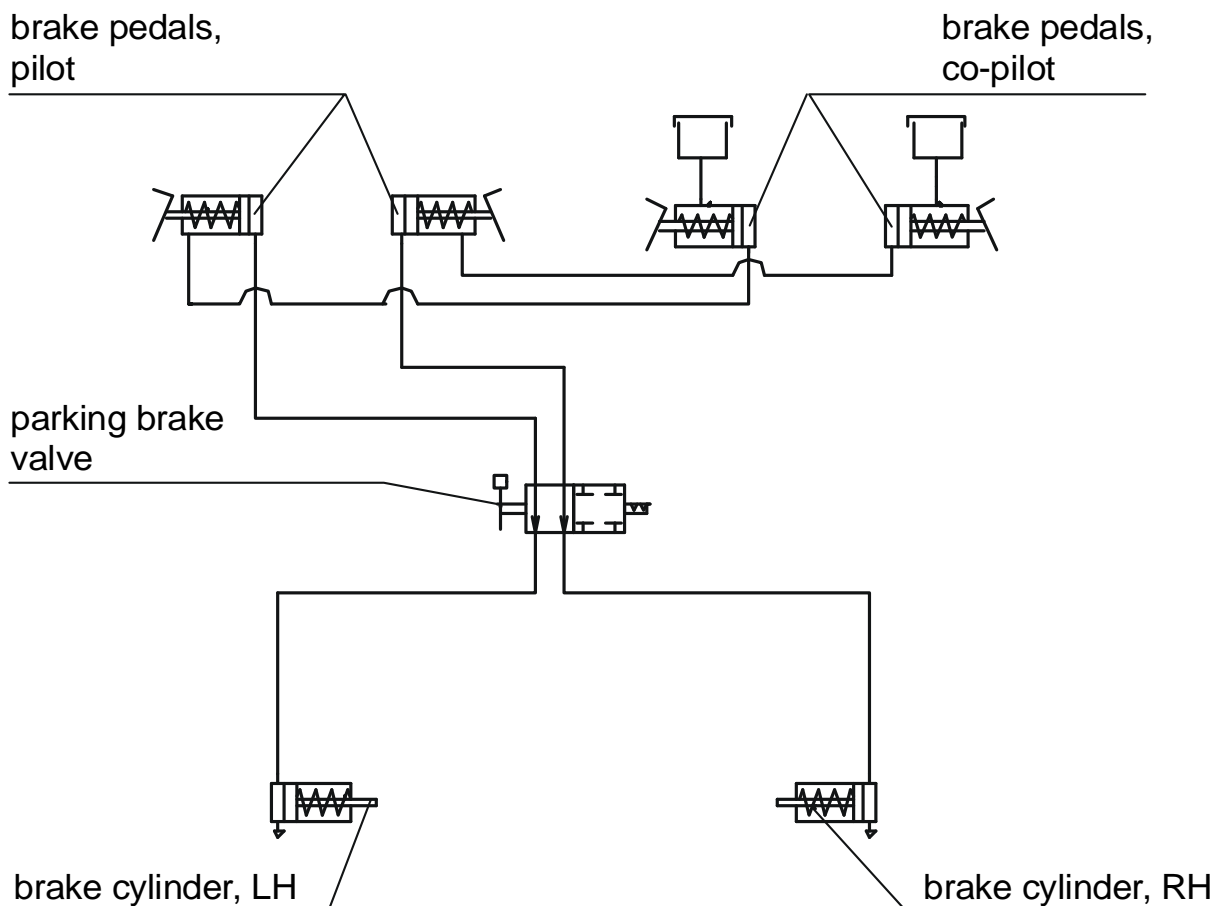 brake pedals,
pilot
brake pedals,
co-pilot
parking brake
valve
brake cylinder, LH
brake cylinder, RH